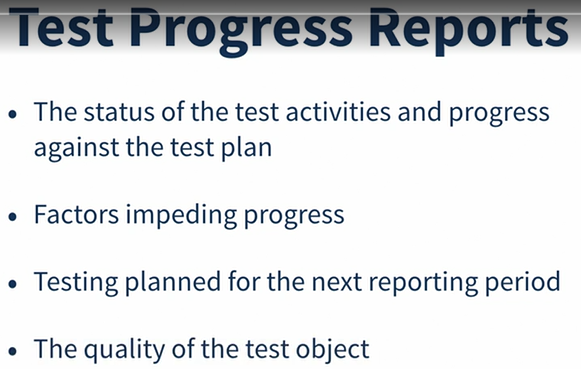 Test Progress Reports
• The status of the test activities and progress
against the test plan
• Factors impeding progress
• Testing planned for the next reporting period
• The quality of the test object